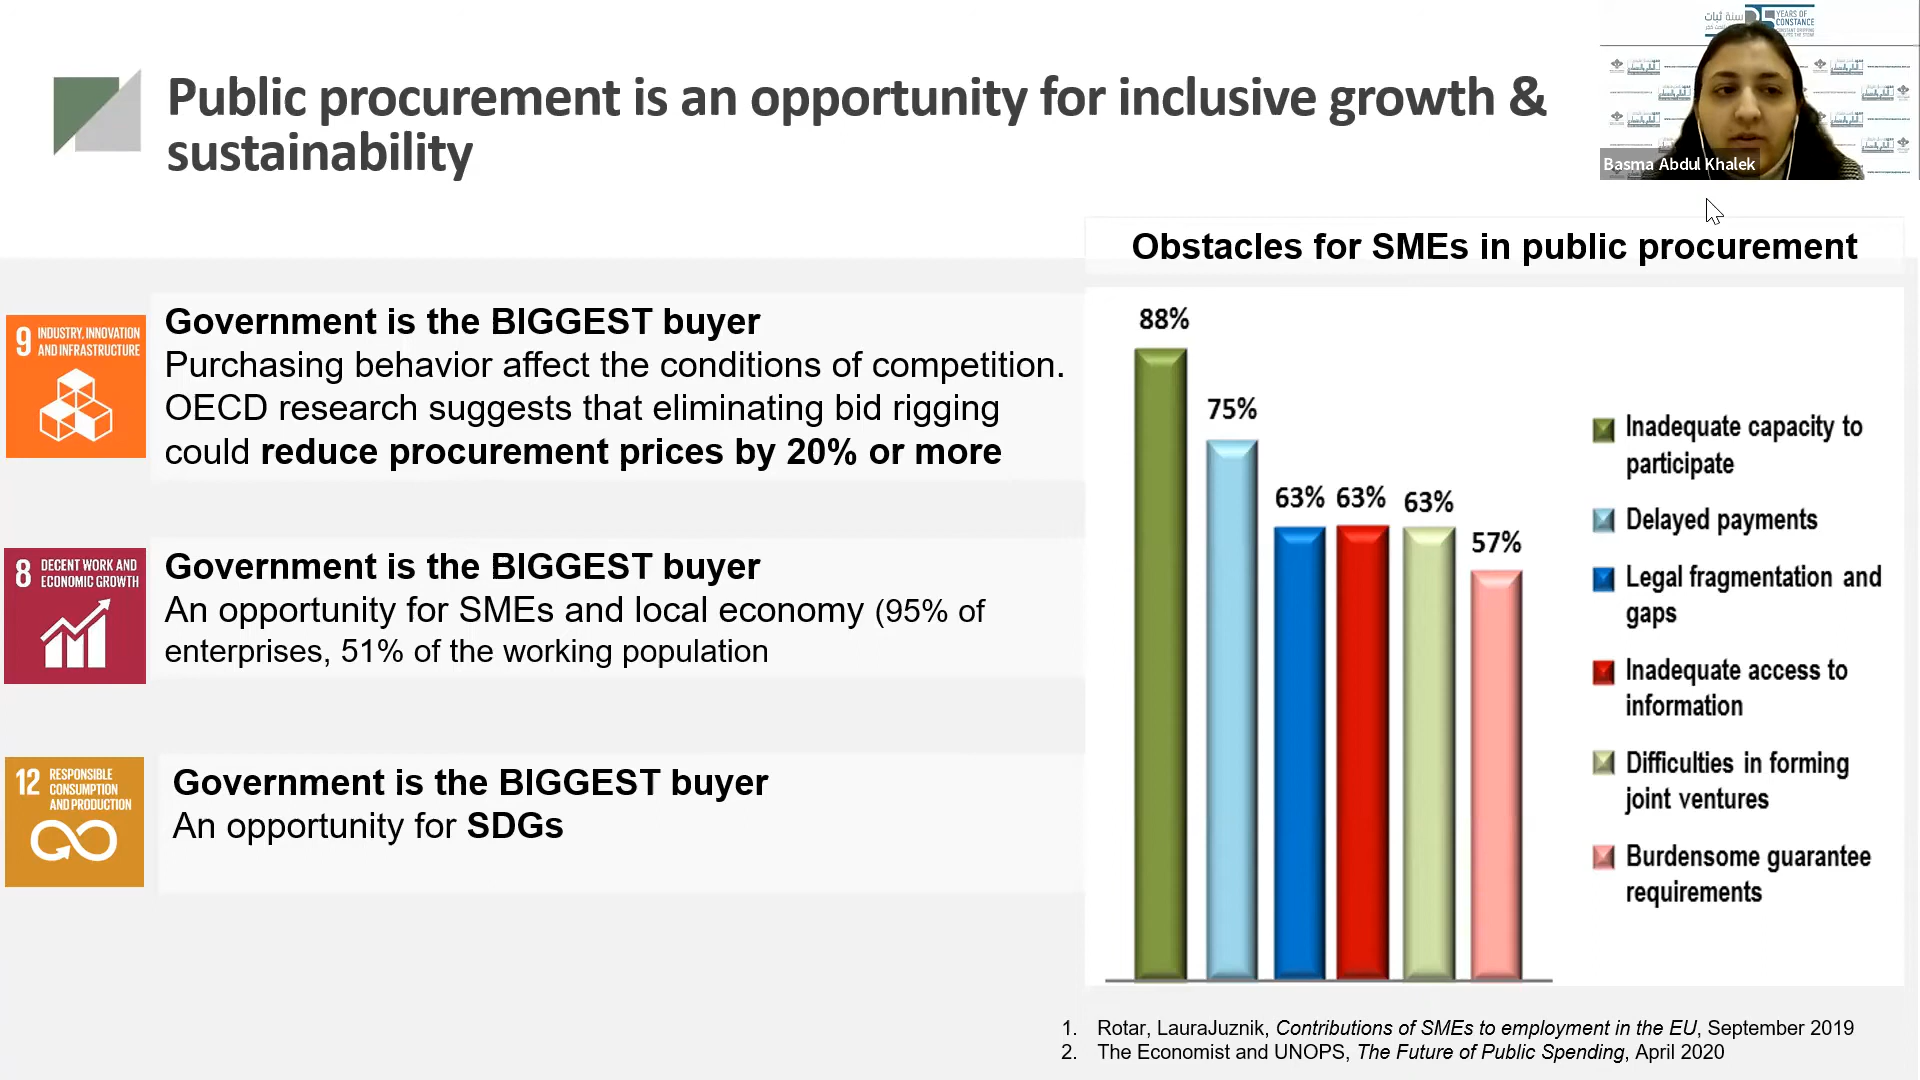 Public procurement is an opportunity for inclusive growth &
sustainability
سنة ثبات
YEARS OF
CONSTANCE
Basma Abdul Khalek
Obstacles for SMEs in public procurement
9 INDUSTRY, INNOVATION
AND INFRASTRUCTURE
Government is the BIGGEST buyer
Purchasing behavior affect the conditions of competition.
OECD research suggests that eliminating bid rigging
could reduce procurement prices by 20% or more
8 DECENT WORK AND
ECONOMIC GROWTH
Government is the BIGGEST buyer
An opportunity for SMEs and local economy (95% of
enterprises, 51% of the working population
12 RESPONSIBLE
CONSUMPTION
AND PRODUCTION
Government is the BIGGEST buyer
An opportunity for SDGs
88%
75%
63%
63%
63%
57%
Inadequate capacity to
participate
Delayed payments
Legal fragmentation and
gaps
Inadequate access to
information
Difficulties in forming
joint ventures
Burdensome guarantee
requirements
1. Rotar, LauraJuznik, Contributions of SMEs to employment in the EU, September 2019
2. The Economist and UNOPS, The Future of Public Spending, April 2020